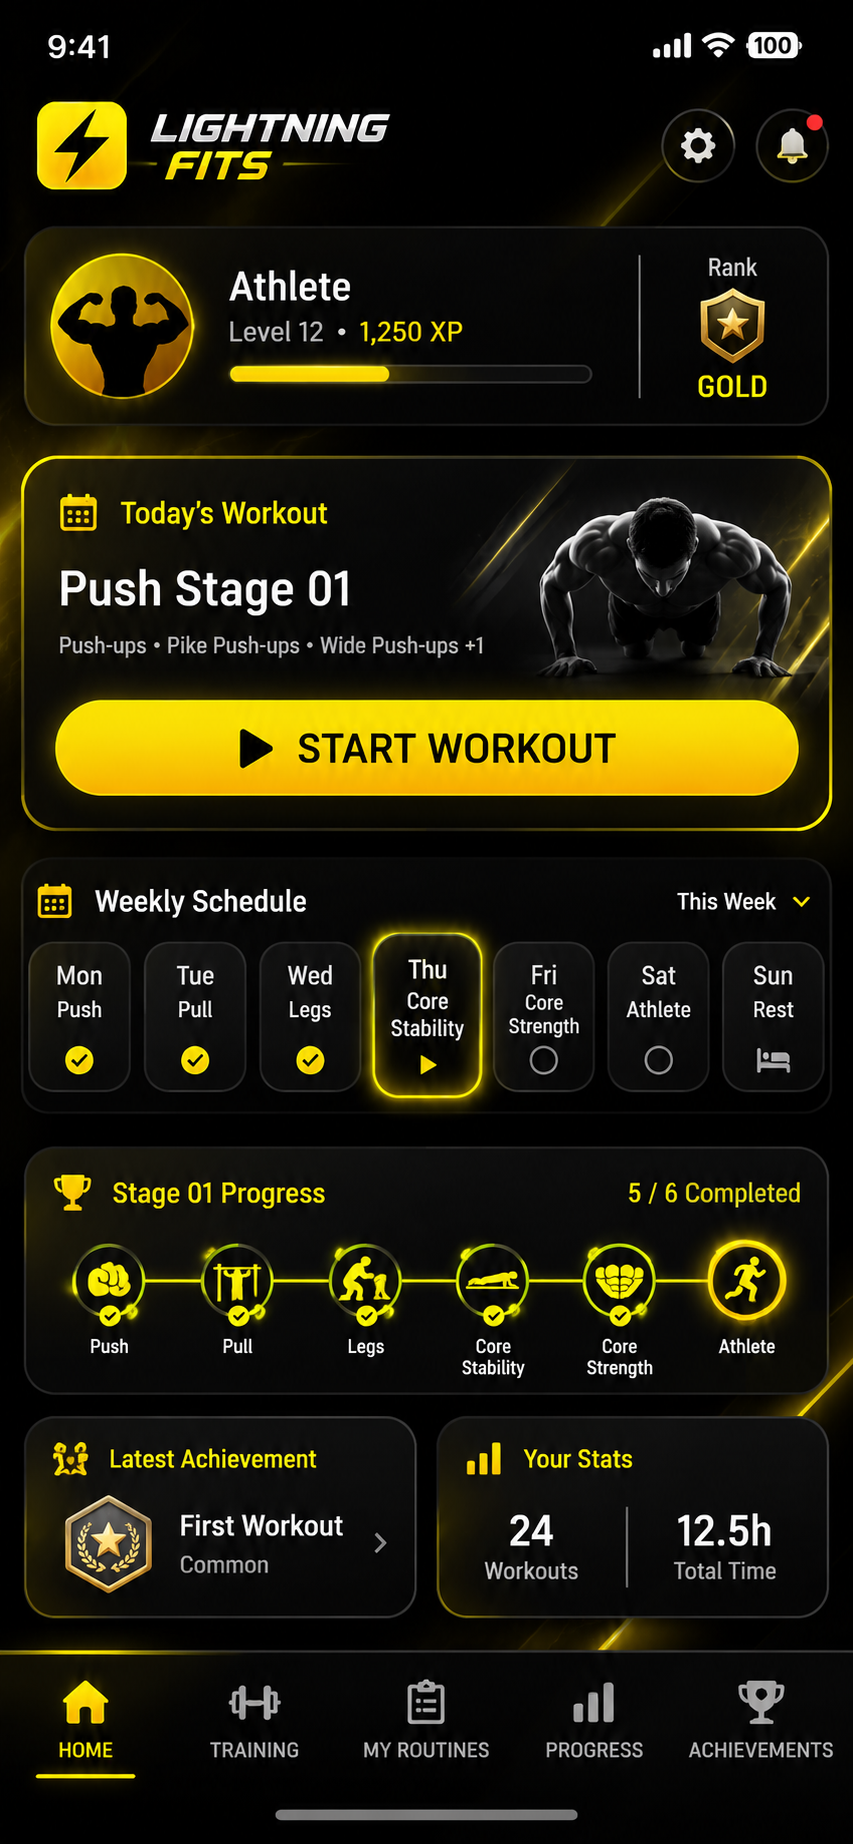 9:41
100
LIGHTNING
FITS
Athlete
Level 12 • 1,250 XP
Rank
GOLD
Today's Workout
Push Stage 01
Push-ups • Pike Push-ups • Wide Push-ups +1
START WORKOUT
Weekly Schedule
This Week
Mon
Push
Tue
Pull
Wed
Legs
Thu
Core
Stability
Fri
Core
Strength
Sat
Athlete
Sun
Rest
Stage 01 Progress
5 / 6 Completed
Push
Pull
Legs
Core
Stability
Core
Strength
Athlete
Latest Achievement
First Workout
Common
Your Stats
24
Workouts
12.5h
Total Time
HOME
TRAINING
MY ROUTINES
PROGRESS
ACHIEVEMENTS